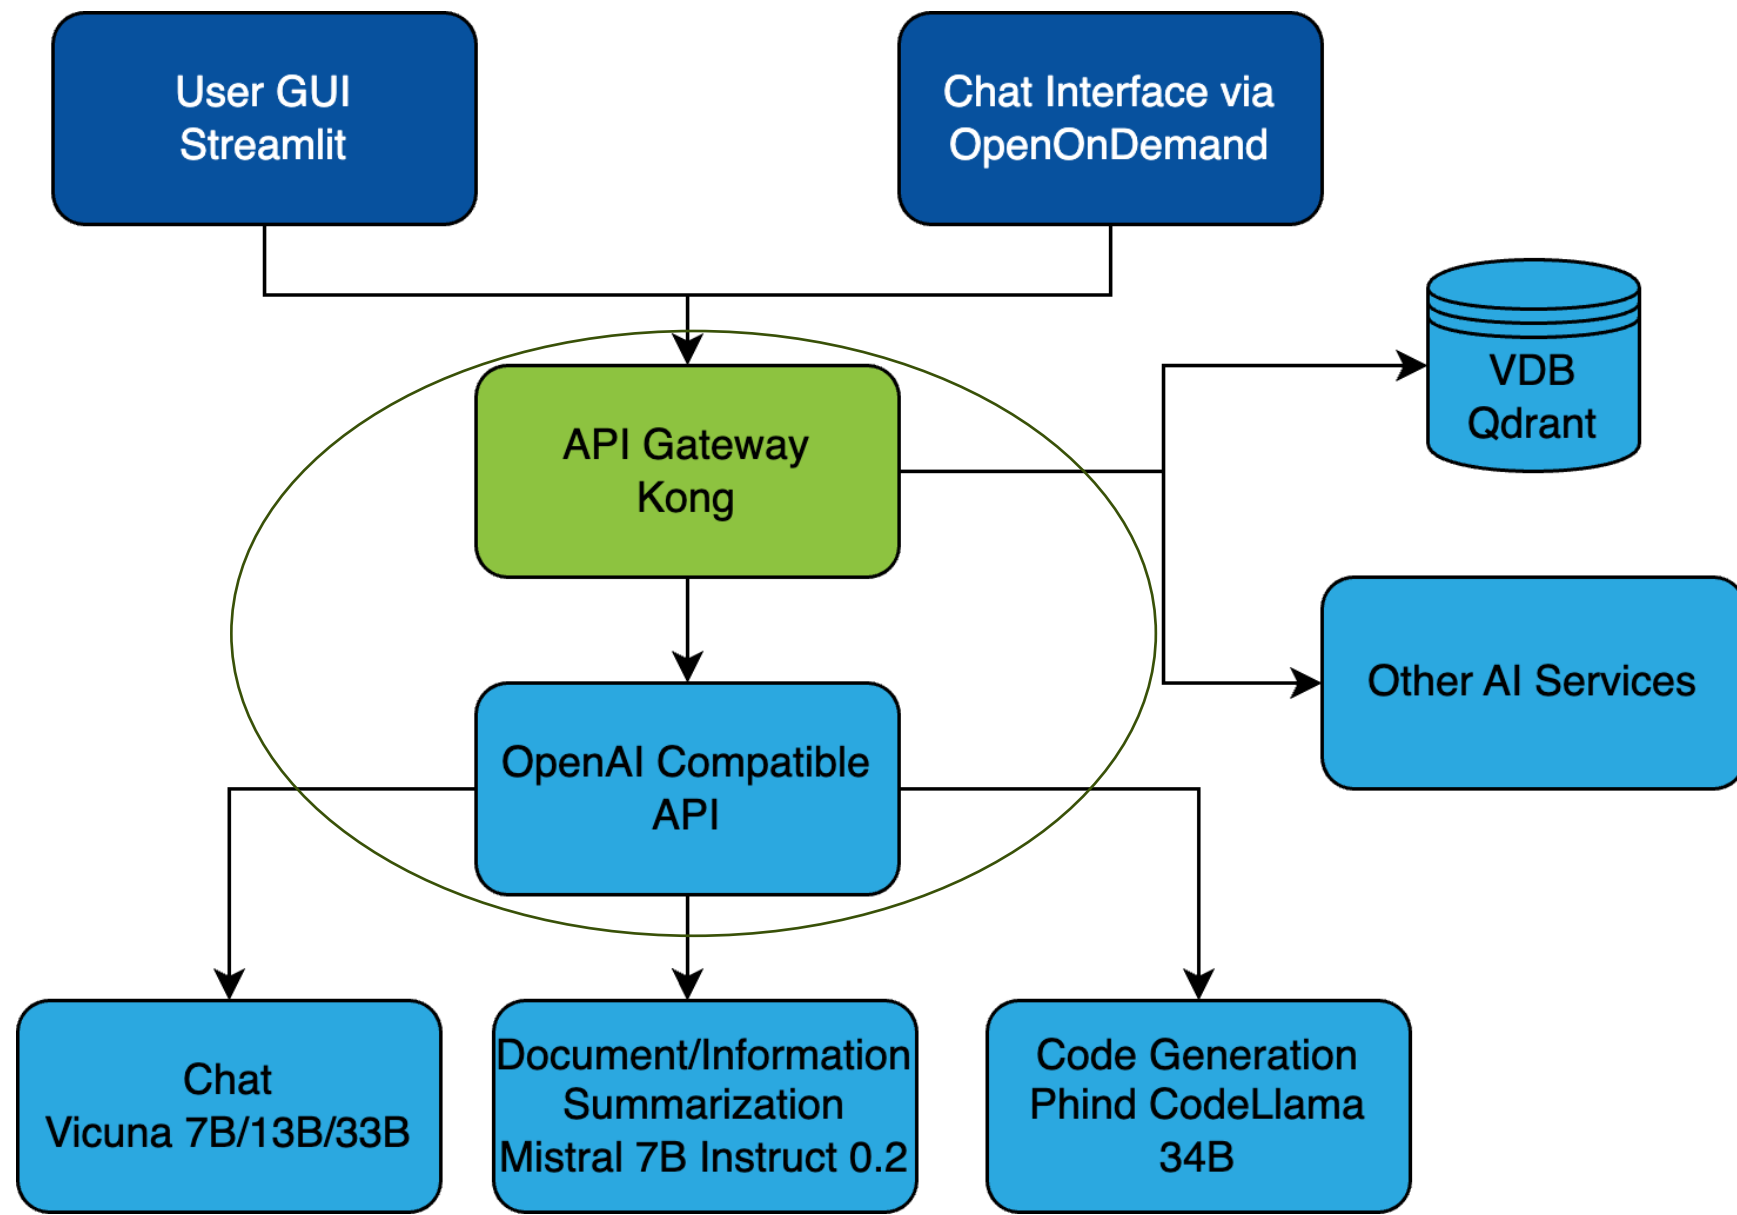 User GUI
Streamlit
Chat Interface via
OpenOnDemand
VDB
Qdrant
API Gateway
Kong
Other AI Services
OpenAI Compatible
API
Chat
Vicuna 7B/13B/33B
Document/Information
Summarization
Mistral 7B Instruct 0.2
Code Generation
Phind CodeLlama
34B